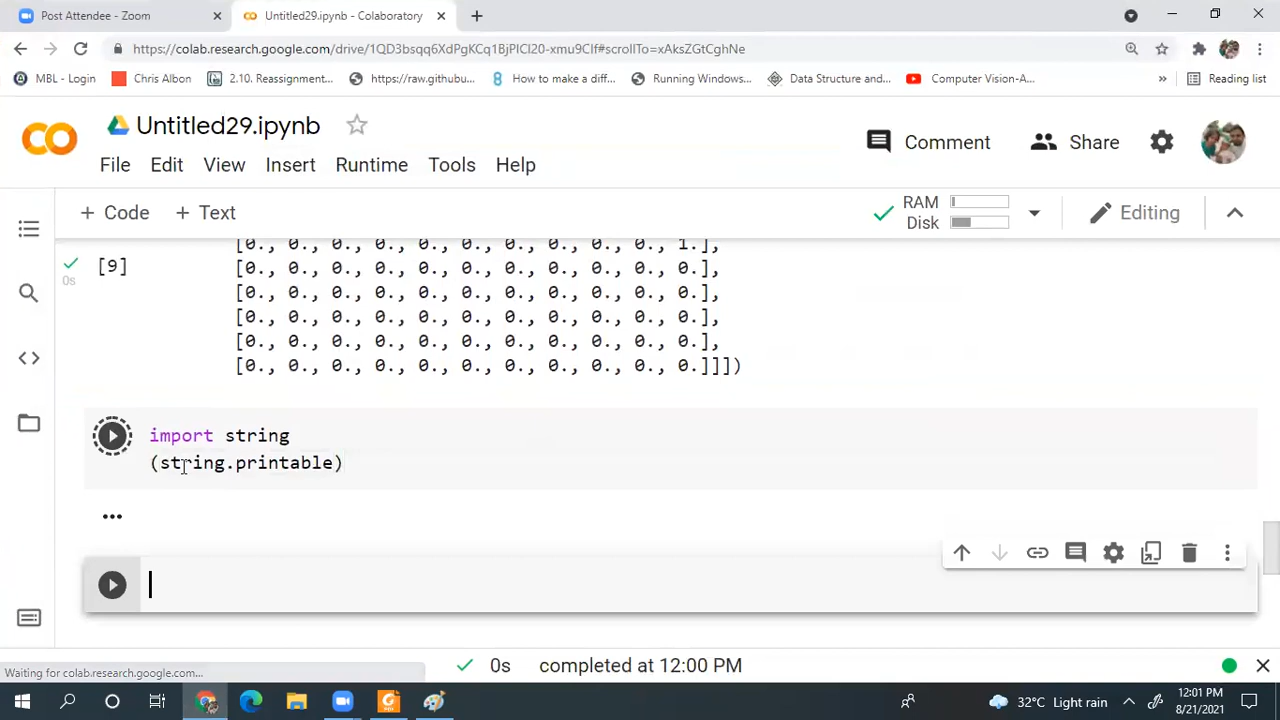 Post Attendee - Zoom
Untitled29.ipynb - Colaboratory
https://colab.research.google.com/drive/1QD3bsqq6XdPgKCq1BjPICl20-xmu9CIf#scrollTo=xAksZGtCghNe
MBL - Login
Chris Albon
2.10. Reassignment...
https://raw.githubu...
How to make a diff...
Running Windows...
Data Structure and...
Computer Vision-A...
»
Reading list
Untitled29.ipynb
Comment
Share
File Edit View Insert Runtime Tools Help
+ Code + Text
RAM
Disk
Editing
[0., 0., 0., 0., 0., 0., 0., 0., 0., 0., 1.],
[9]
0s
[0., 0., 0., 0., 0., 0., 0., 0., 0., 0., 0.],
[0., 0., 0., 0., 0., 0., 0., 0., 0., 0., 0.],
[0., 0., 0., 0., 0., 0., 0., 0., 0., 0., 0.],
[0., 0., 0., 0., 0., 0., 0., 0., 0., 0., 0.],
[0., 0., 0., 0., 0., 0., 0., 0., 0., 0., 0.]]])
import string
(string.printable)
...
Waiting for colab.research.google.com...
0s completed at 12:00 PM
32°C Light rain
12:01 PM
8/21/2021